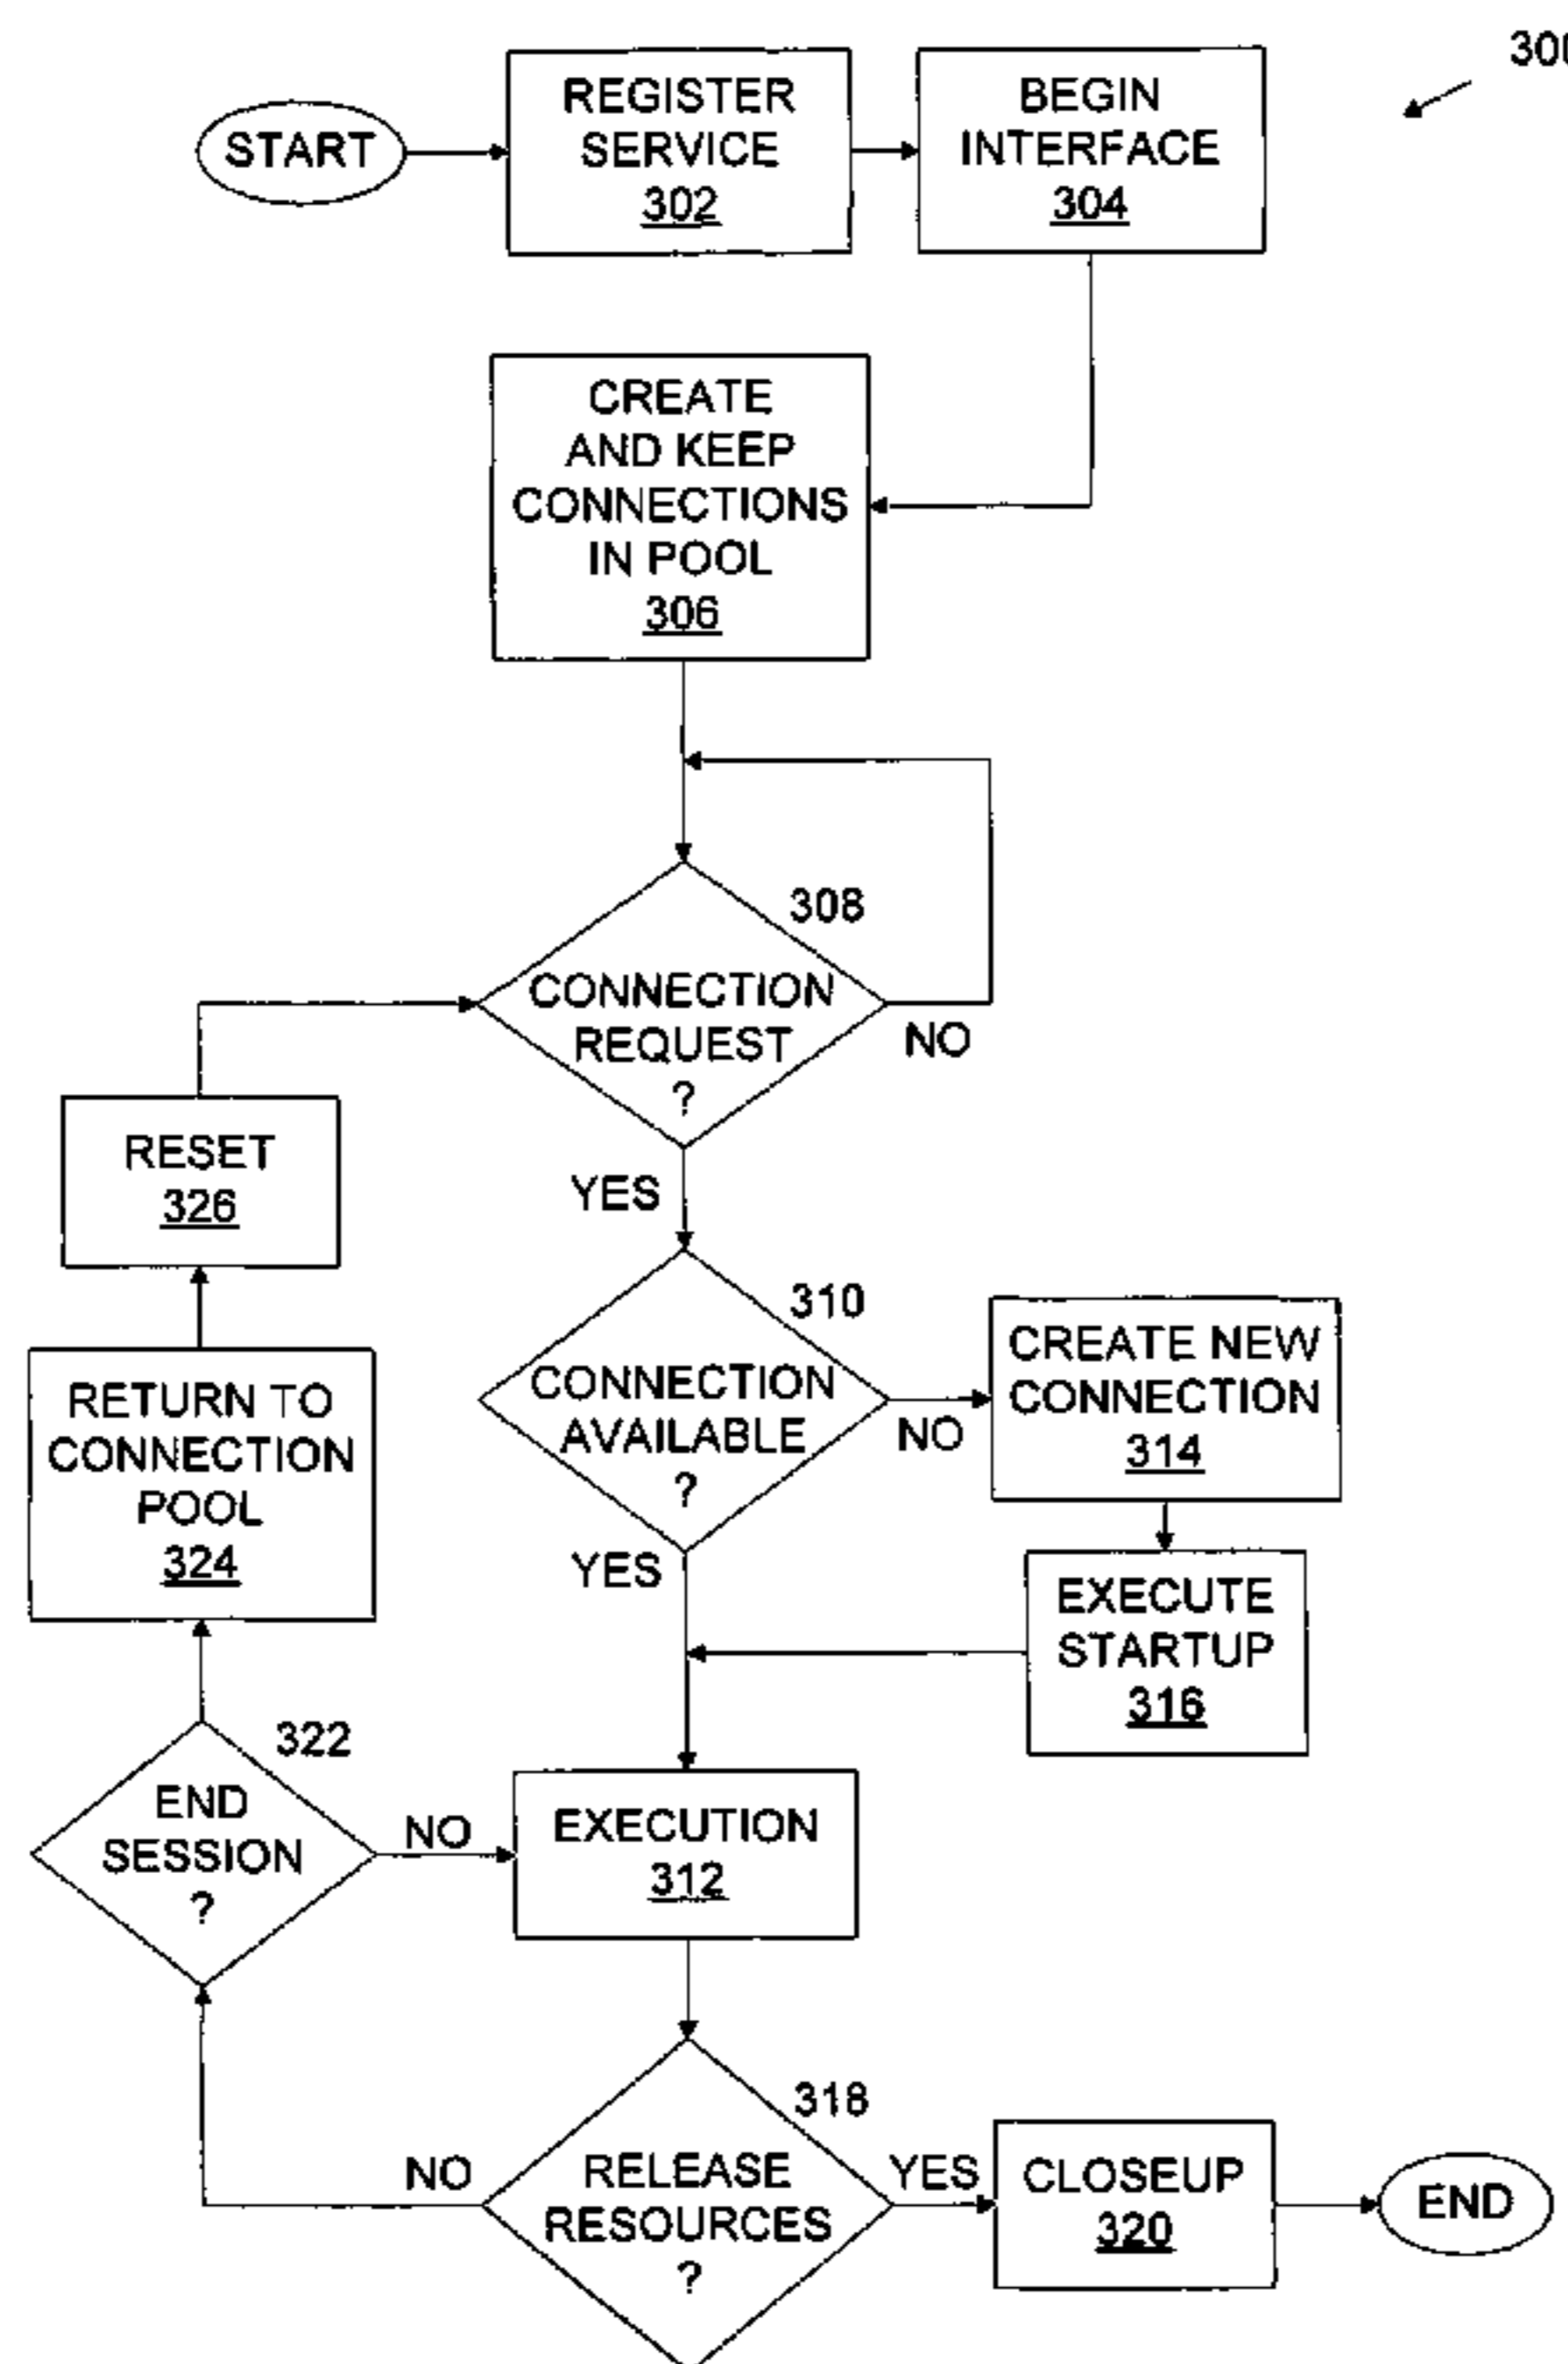 300
START
REGISTER
SERVICE
302
BEGIN
INTERFACE
304
CREATE
AND KEEP
CONNECTIONS
IN POOL
306
308
CONNECTION
REQUEST
?
NO
YES
RESET
326
310
CONNECTION
AVAILABLE
?
NO
YES
CREATE NEW
CONNECTION
314
RETURN TO
CONNECTION
POOL
324
EXECUTE
STARTUP
316
322
END
SESSION
?
NO
EXECUTION
312
318
RELEASE
RESOURCES
?
NO
YES
CLOSEUP
320
END